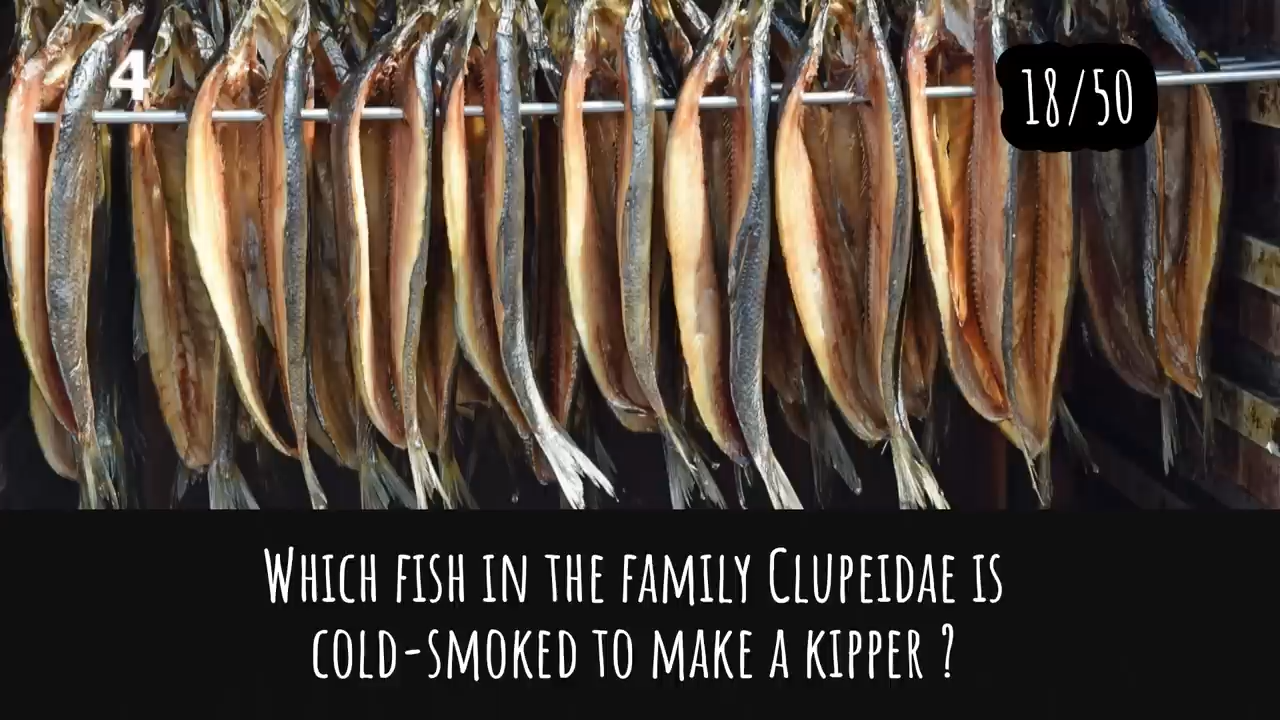 4
18/50
Which fish in the family Clupeidae is
cold-smoked to make a kipper ?